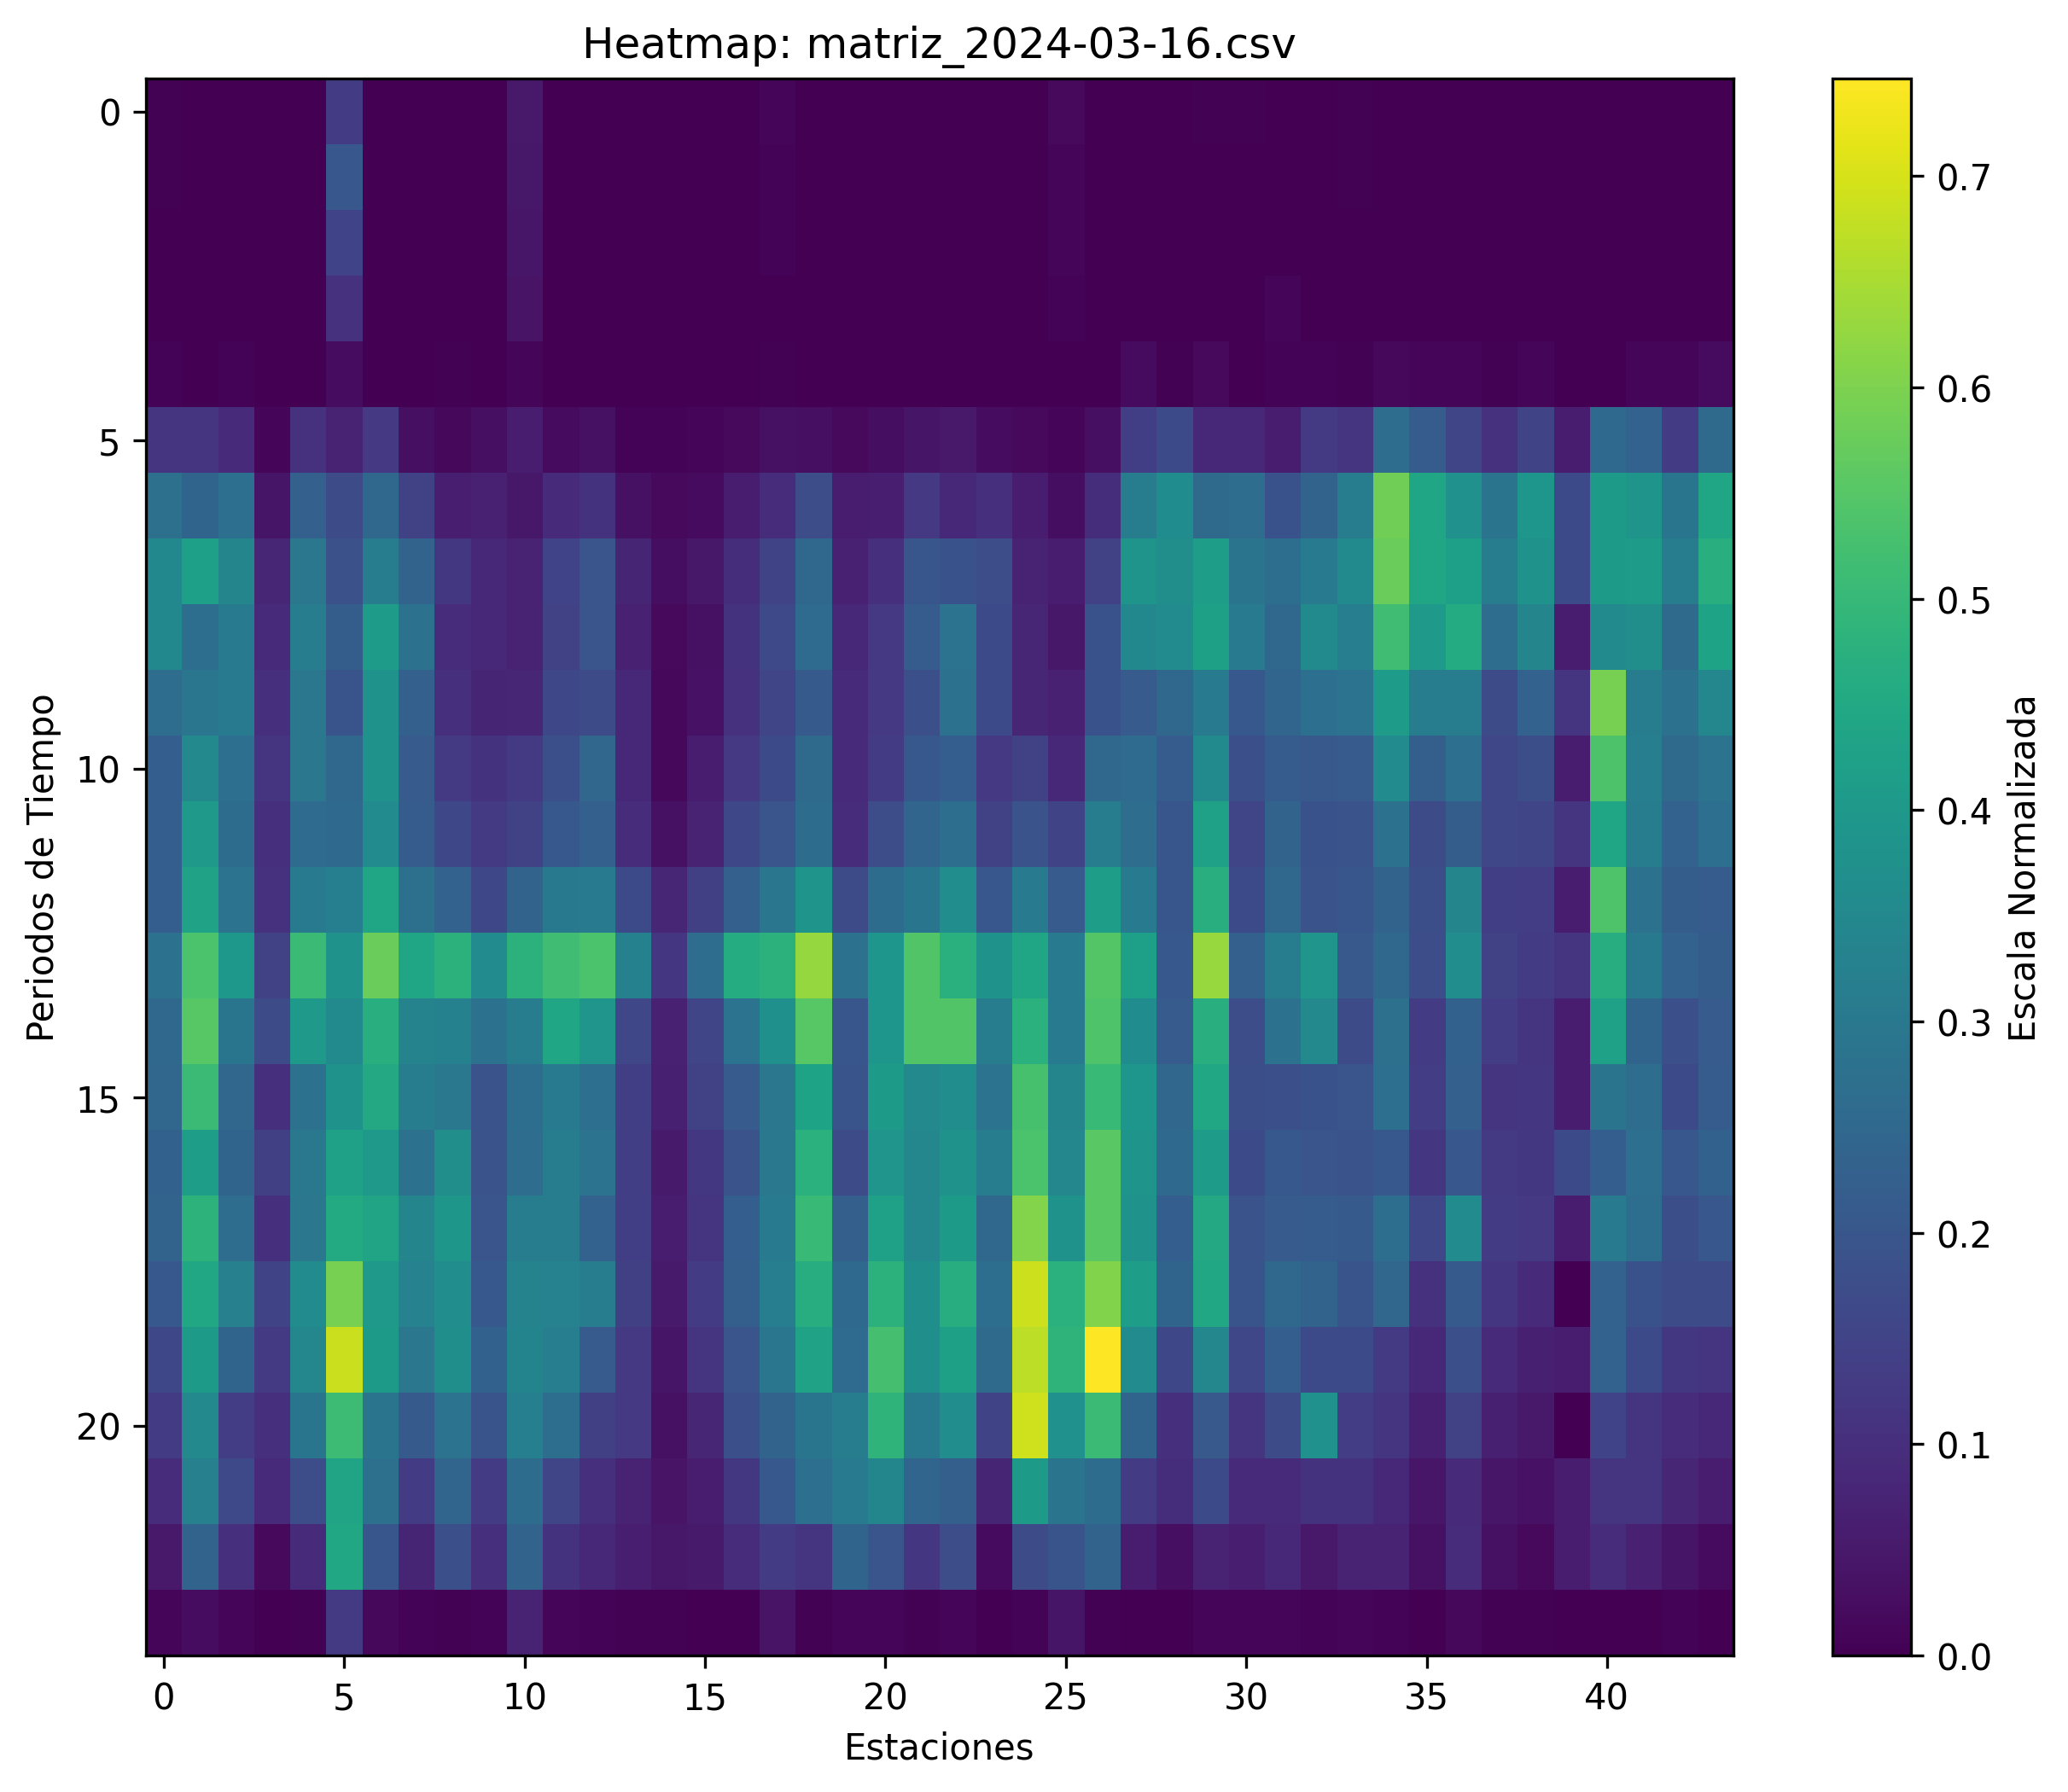 Heatmap: matriz_2024-03-16.csv
Periodos de Tiempo
0
5
10
15
20
0 5 10 15 20 25 30 35 40
Estaciones
0.7
0.6
0.5
0.4
0.3
0.2
0.1
0.0
Escala Normalizada